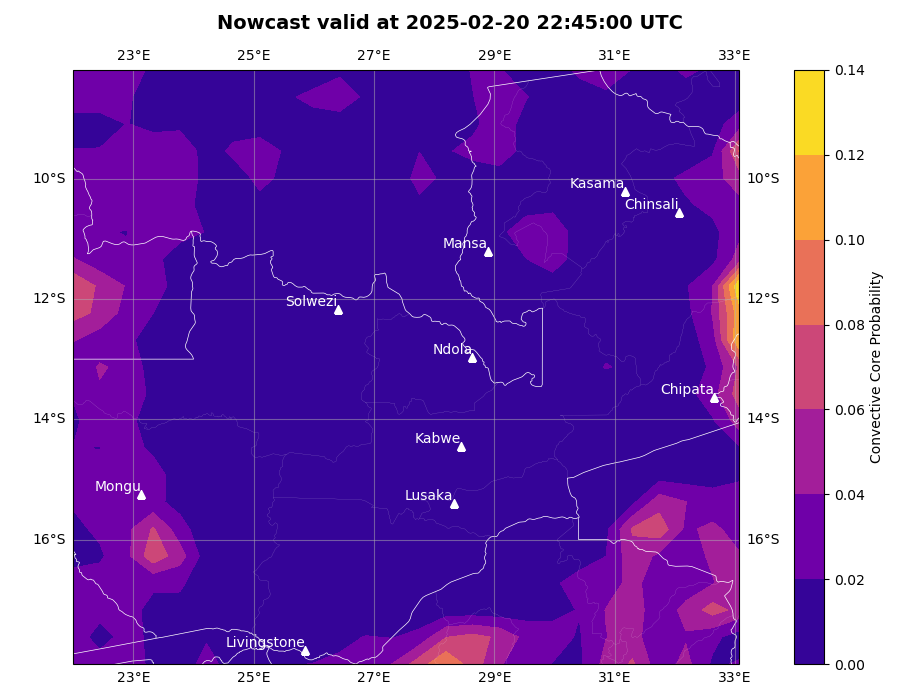 Nowcast valid at 2025-02-20 22:45:00 UTC
23°E 25°E 27°E 29°E 31°E 33°E
0.14
0.12
10°S Kasama 10°S
Chinsali
0.10
Mansa
12°S Solwezi 12°S
0.08
Ndola
Chipata
0.06
14°S 14°S
Kabwe
Mongu Lusaka
0.04
16°S 16°S
0.02
Livingstone
0.00
23°E 25°E 27°E 29°E 31°E 33°E
Convective Core Probability